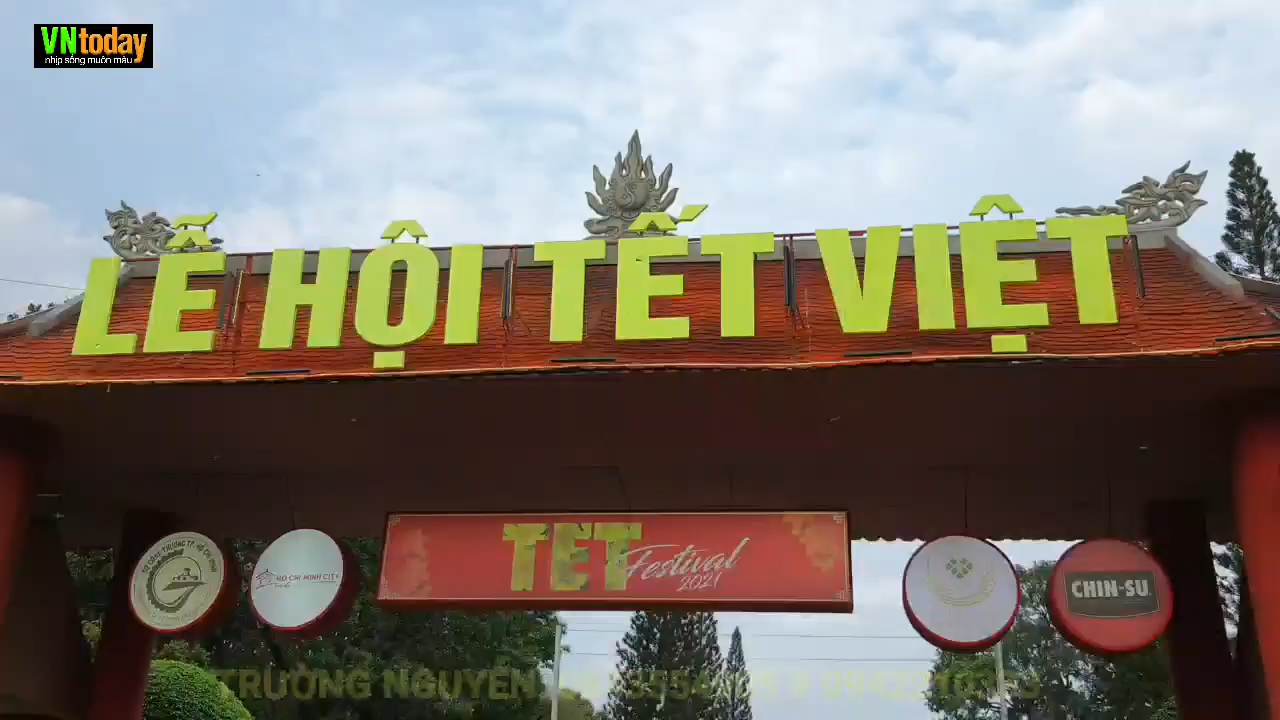 VNtoday
nhịp sống muôn màu
LỄ HỘI TẾT VIỆT
TET
Festival
2021
HO CHI MINH CITY
CHIN-SU
TRƯỜNG NGUYÊN